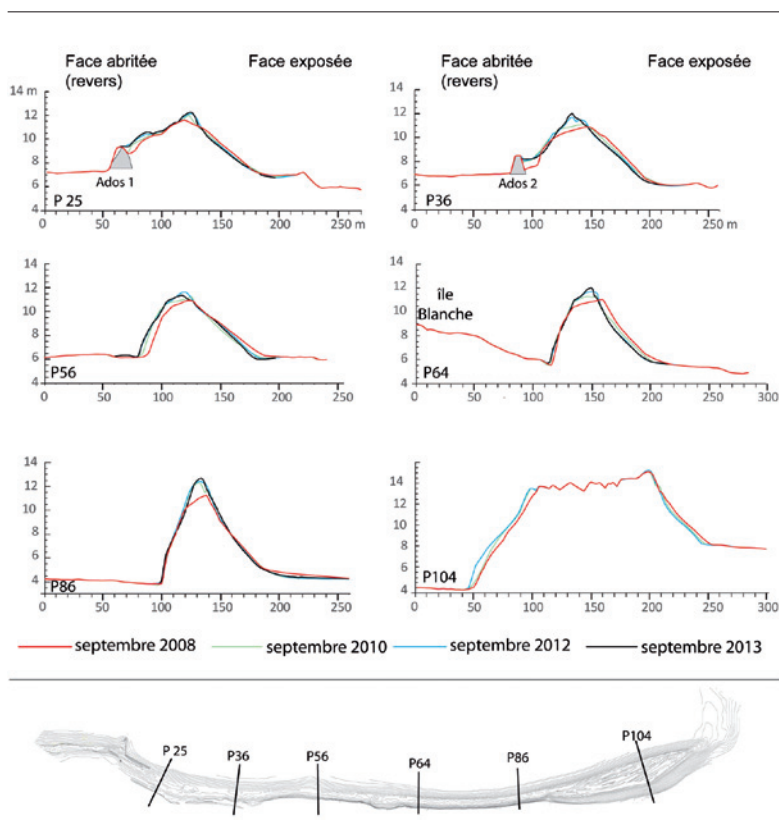 Face abritée
(revers)
Face exposée
Face abritée
(revers)
Face exposée
14 m
12
10
8
6
4
Ados 1
P 25
0 50 100 150 200 250 m
14
12
10
8
6
4
Ados 2
P36
0 50 100 150 200 250 m
14
12
10
8
6
4
P56
0 50 100 150 200 250
14
12
10
8
6
4
île
Blanche
P64
0 50 100 150 200 250 300
14
12
10
8
6
4
P86
0 50 100 150 200 250
14
12
10
8
6
4
P104
0 50 100 150 200 250 300
septembre 2008 septembre 2010 septembre 2012 septembre 2013
P 25
P36
P56
P64
P86
P104